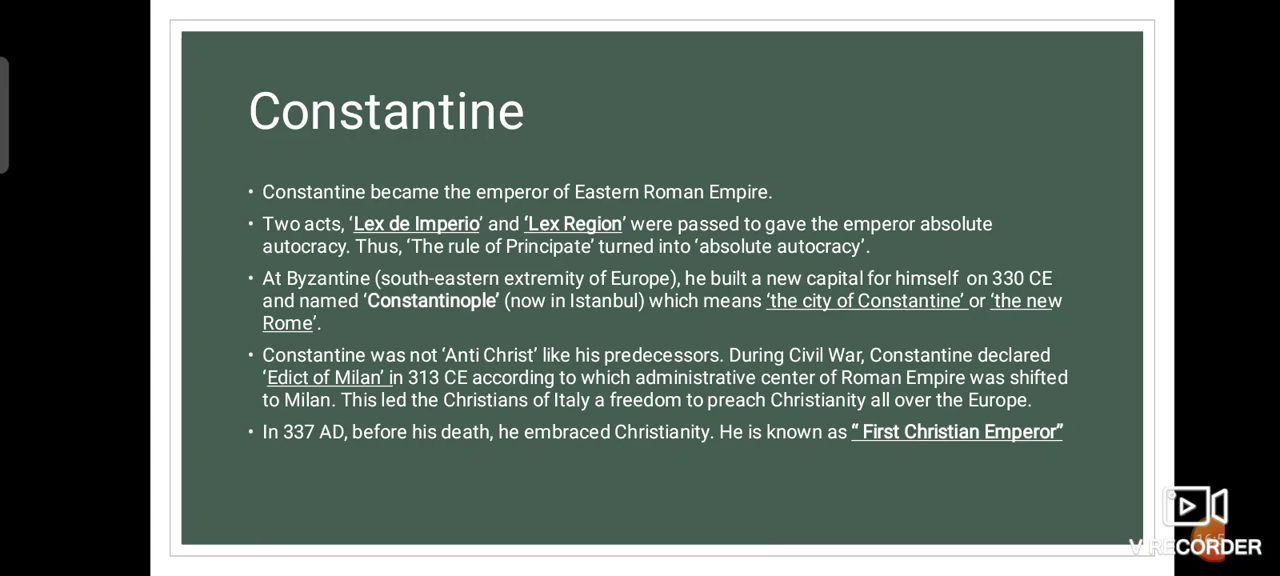 Constantine
• Constantine became the emperor of Eastern Roman Empire.
• Two acts, ‘Lex de Imperio’ and ‘Lex Region’ were passed to gave the emperor absolute
autocracy. Thus, ‘The rule of Principate’ turned into ‘absolute autocracy’.
• At Byzantine (south-eastern extremity of Europe), he built a new capital for himself on 330 CE
and named ‘Constantinople’ (now in Istanbul) which means ‘the city of Constantine’ or ‘the new
Rome’.
• Constantine was not ‘Anti Christ’ like his predecessors. During Civil War, Constantine declared
‘Edict of Milan’ in 313 CE according to which administrative center of Roman Empire was shifted
to Milan. This led the Christians of Italy a freedom to preach Christianity all over the Europe.
• In 337 AD, before his death, he embraced Christianity. He is known as “ First Christian Emperor”
V RECORDER